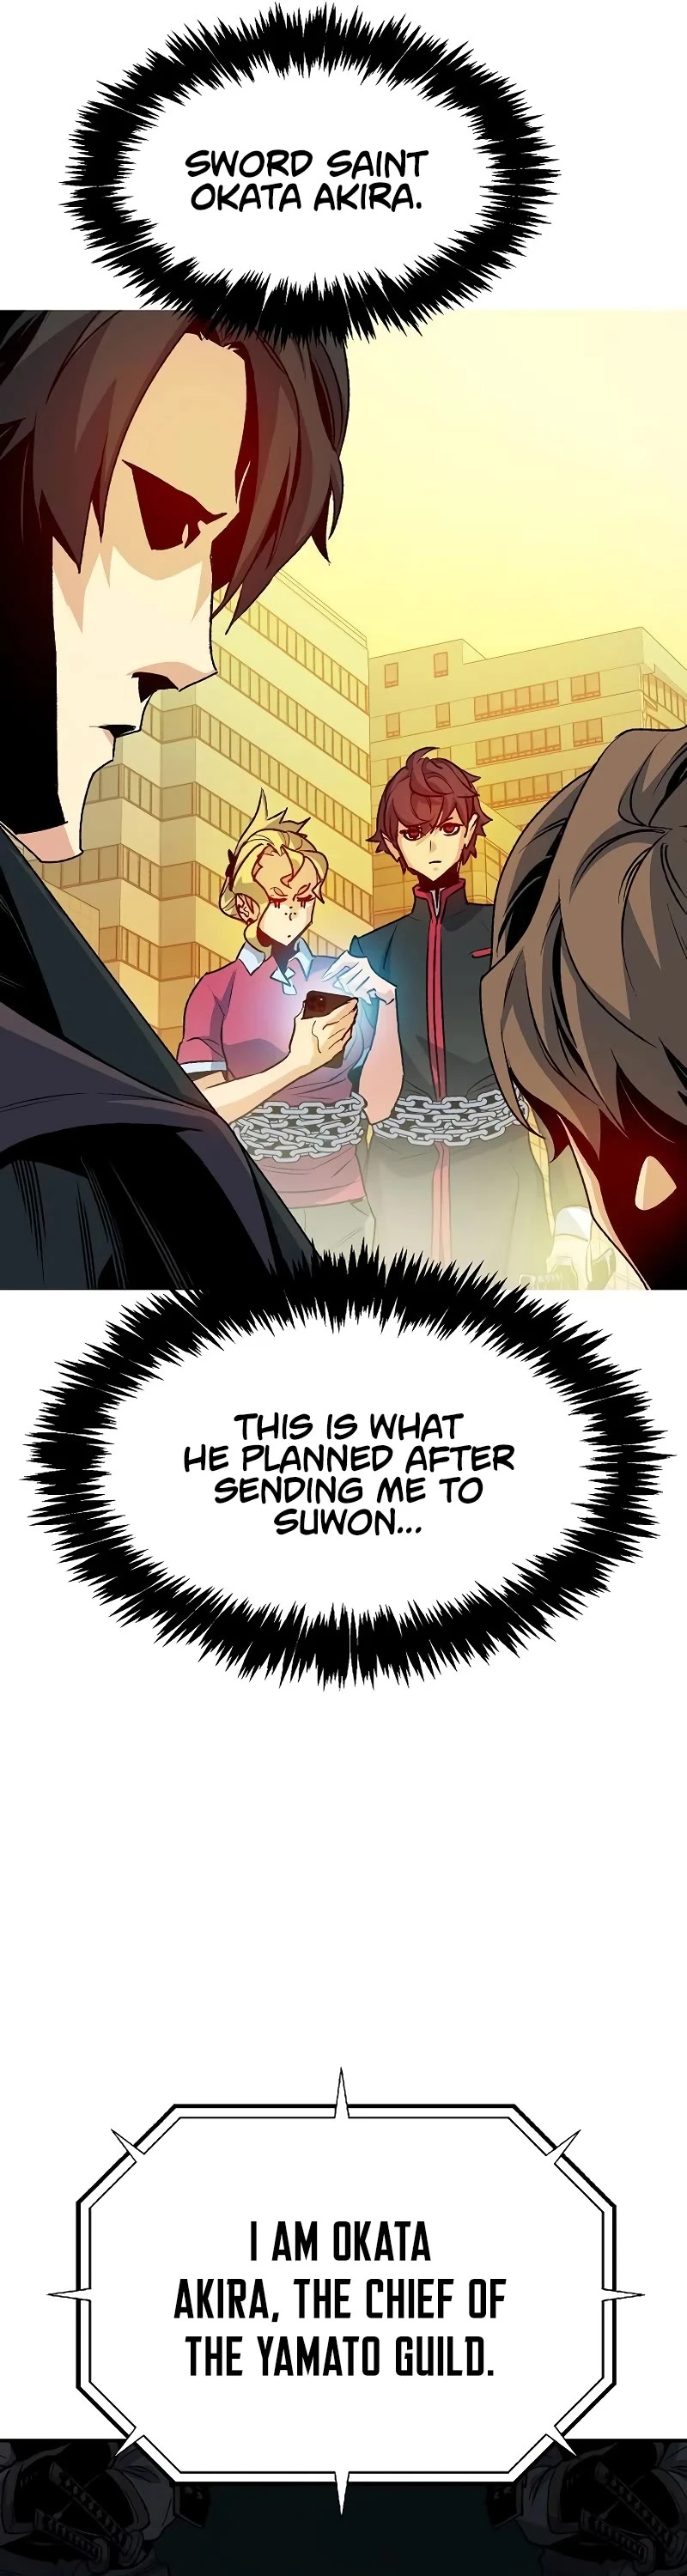 SWORD SAINT
OKATA AKIRA.
THIS IS WHAT
HE PLANNED AFTER
SENDING ME TO
SUWON...
I AM OKATA
AKIRA, THE CHIEF OF
THE YAMATO GUILD.